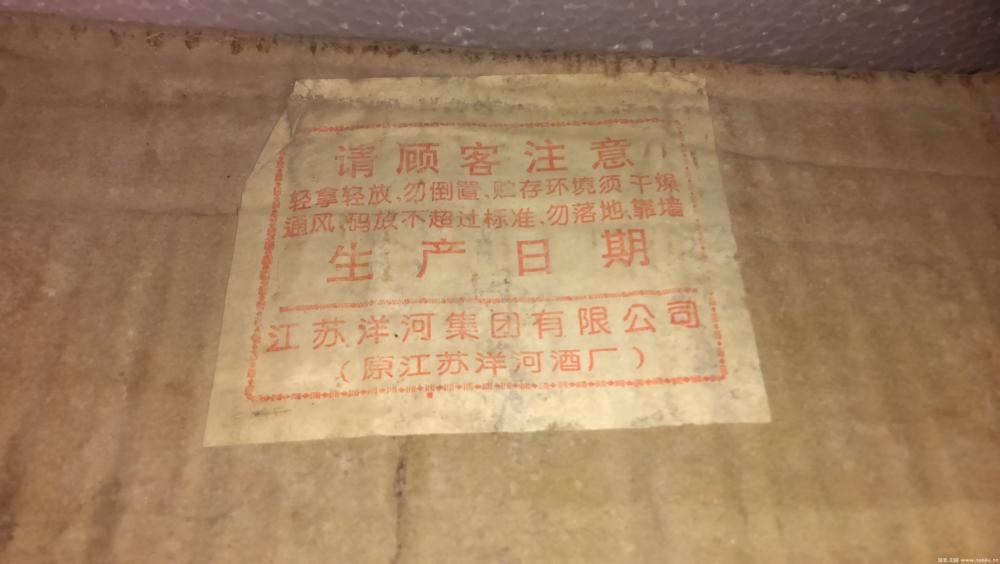 请顾客注意
轻拿轻放、勿倒置、贮存环境须干燥
通风、码放不超过标准、勿落地、靠墙
生产日期
江苏洋河集团有限公司
（原江苏洋河酒厂）